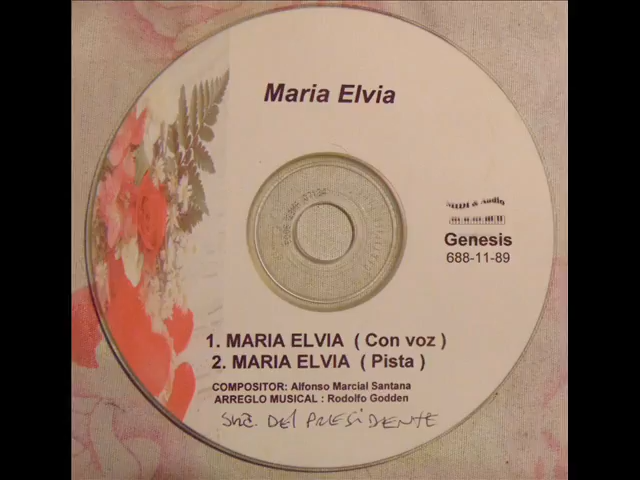 Maria Elvia
MIDI & Audio
Genesis
688-11-89
1. MARIA ELVIA ( Con voz )
2. MARIA ELVIA ( Pista )
COMPOSITOR: Alfonso Marcial Santana
ARREGLO MUSICAL : Rodolfo Godden
DEl PRESiDENTE